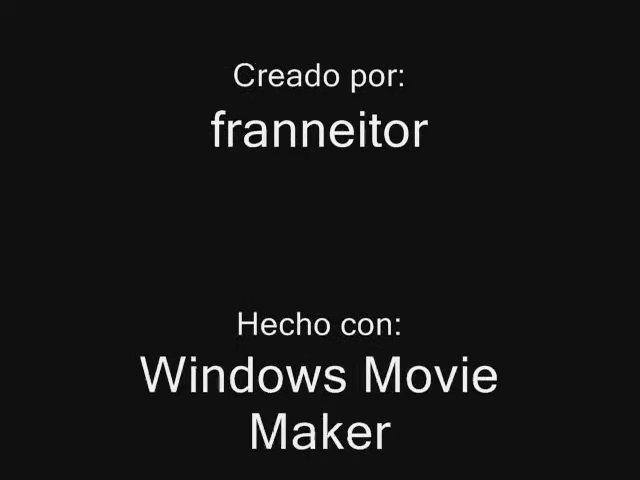 Creado por:
franneitor
Hecho con:
Windows Movie
Maker